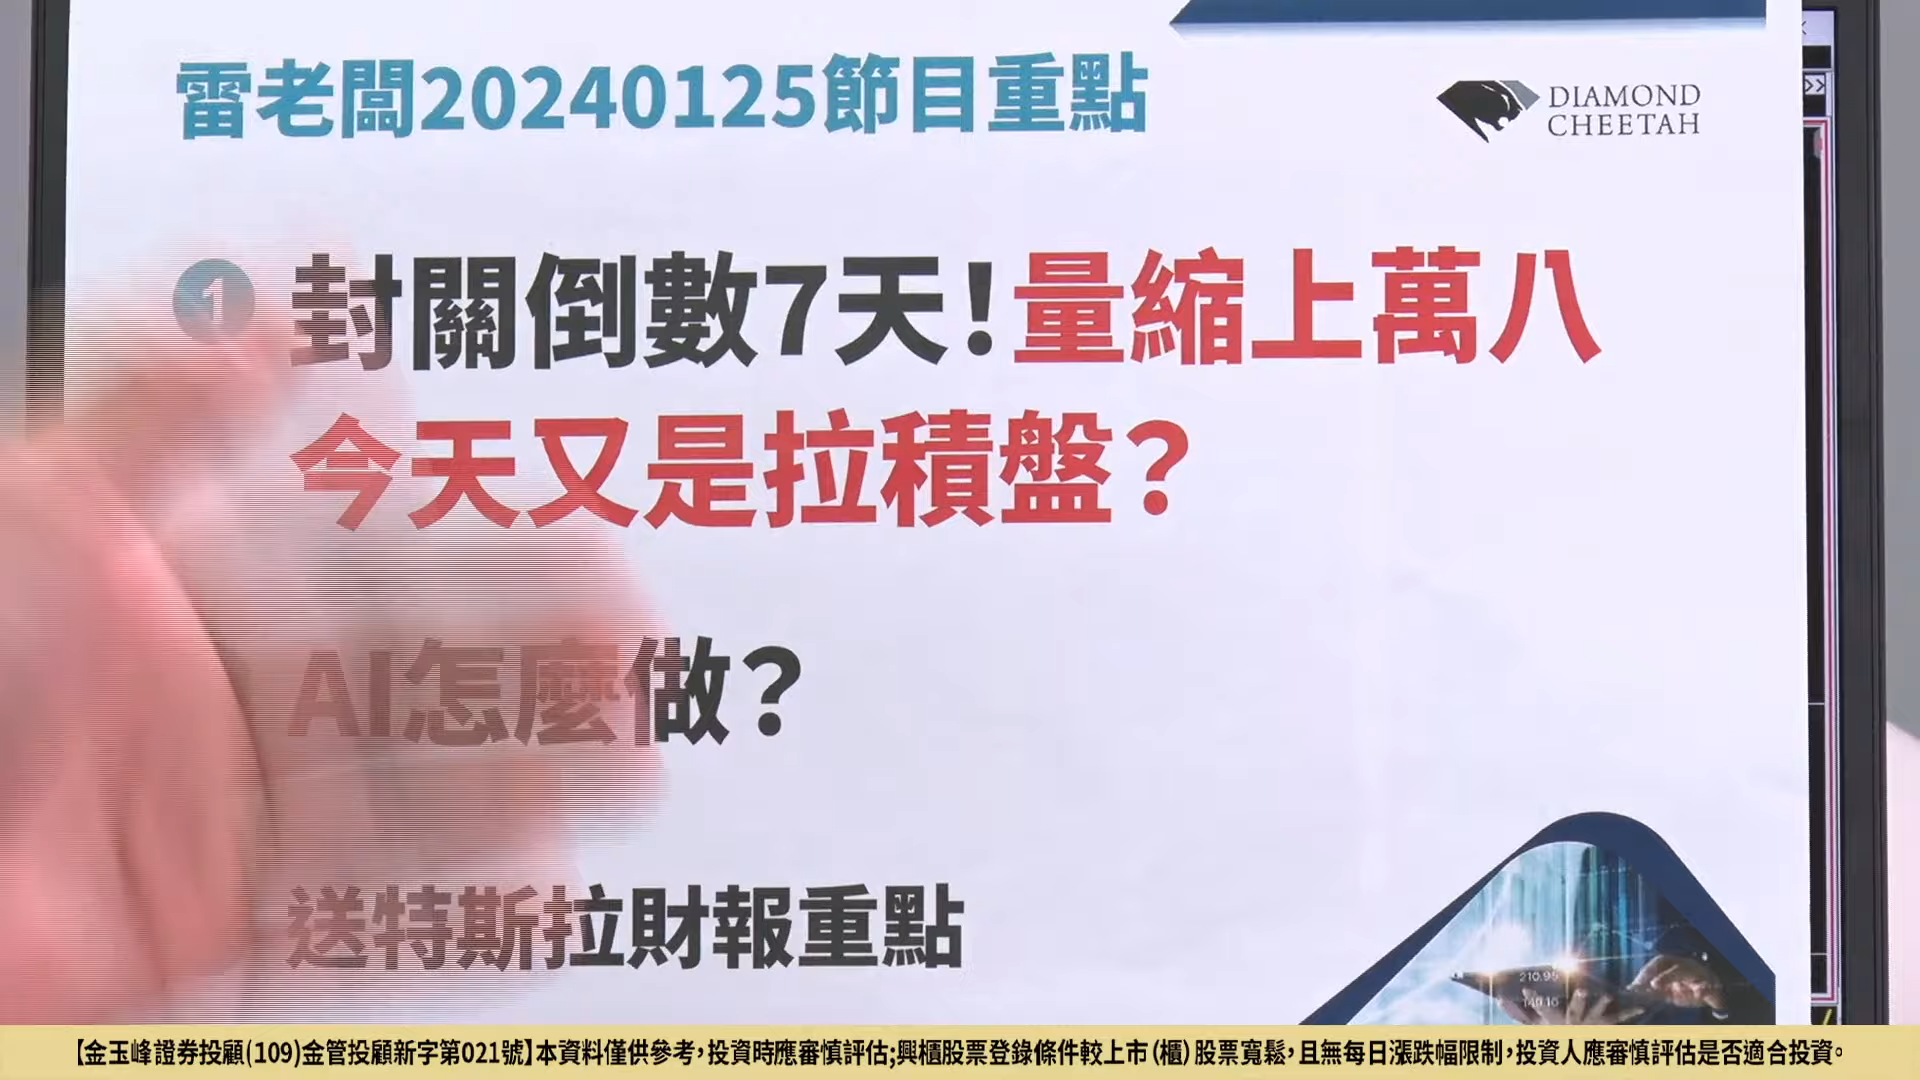 雷老闆20240125節目重點
DIAMOND
CHEETAH
1 封關倒數7天!量縮上萬八
今天又是拉積盤?
AI怎麼做?
送特斯拉財報重點
210.95
140.10
【金玉峰證券投顧(109)金管投顧新字第021號】本資料僅供參考,投資時應審慎評估;興櫃股票登錄條件較上市(櫃)股票寬鬆,且無每日漲跌幅限制,投資人應審慎評估是否適合投資。